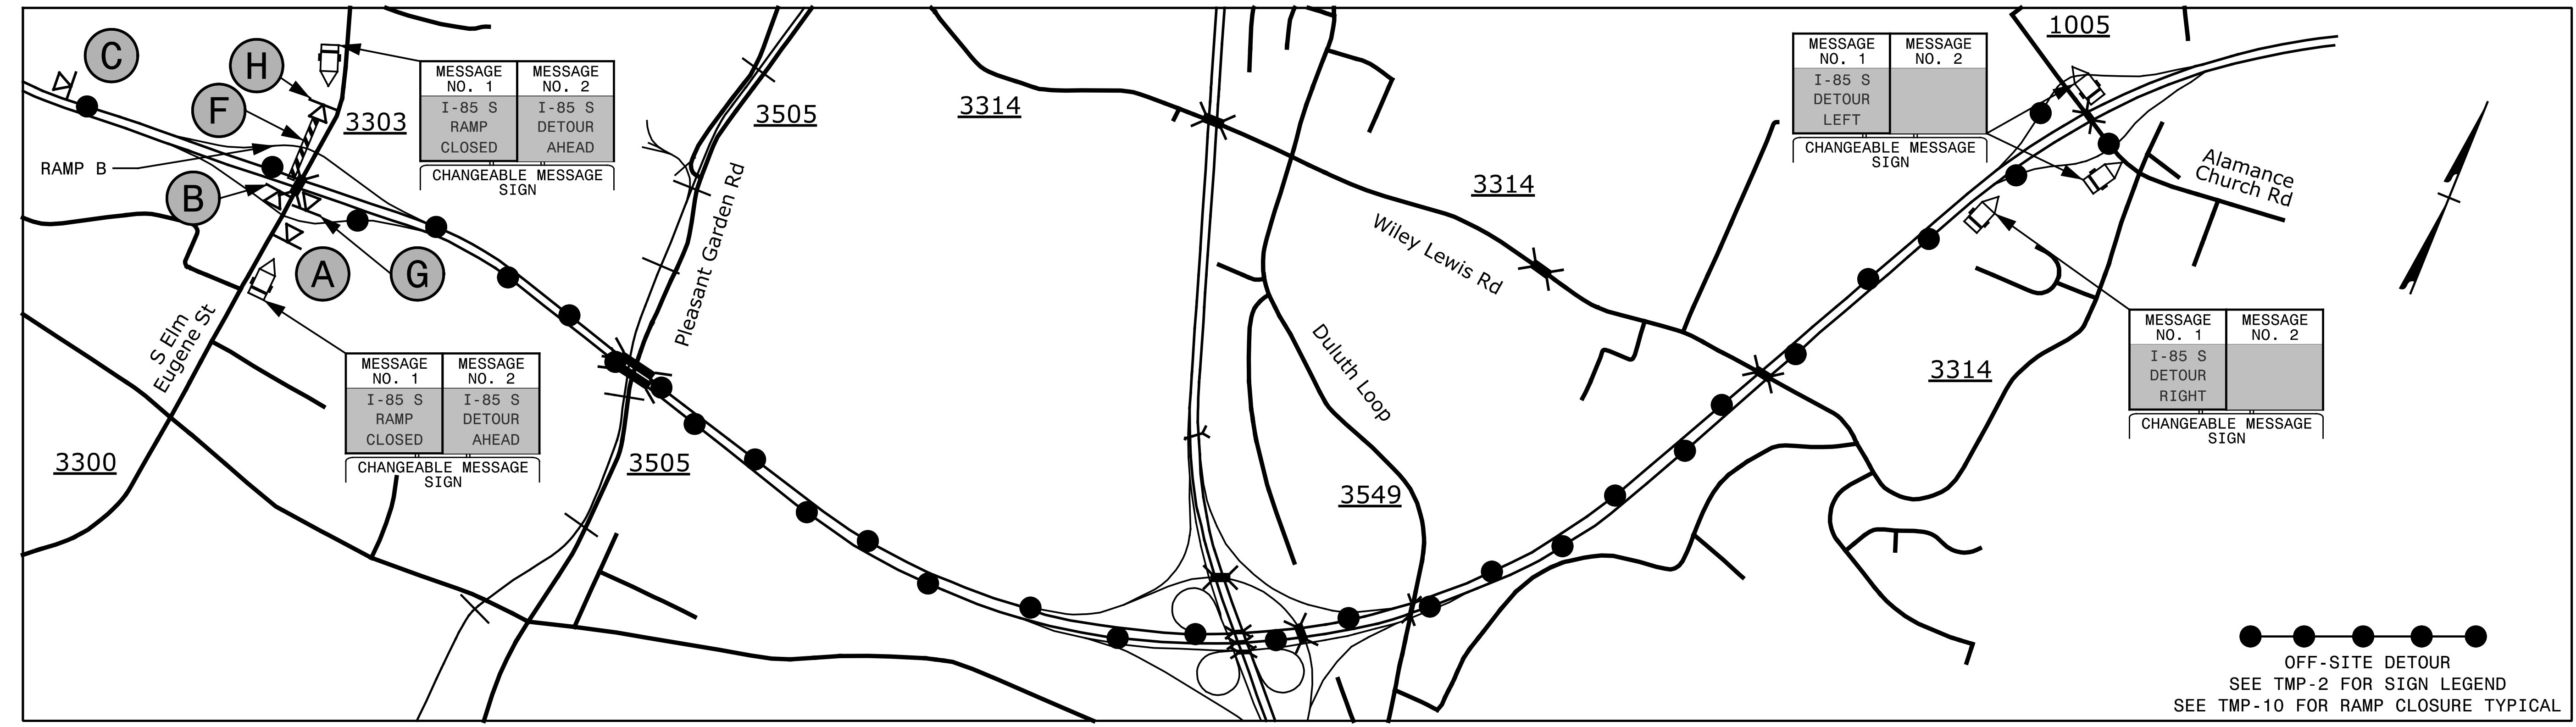 C
H
F
3303
RAMP B
B
A
G
MESSAGE NO. 1
MESSAGE NO. 2
I-85 S
RAMP
CLOSED
I-85 S
DETOUR
AHEAD
CHANGEABLE MESSAGE
SIGN
3505
Pleasant Garden Rd
3314
3314
Wiley Lewis Rd
Duluth Loop
3549
MESSAGE NO. 1
MESSAGE NO. 2
I-85 S
DETOUR
LEFT
CHANGEABLE MESSAGE
SIGN
1005
Alamance
Church Rd
S Elm
Eugene St
3300
MESSAGE NO. 1
MESSAGE NO. 2
I-85 S
RAMP
CLOSED
I-85 S
DETOUR
AHEAD
CHANGEABLE MESSAGE
SIGN
3505
3314
MESSAGE NO. 1
MESSAGE NO. 2
I-85 S
DETOUR
RIGHT
CHANGEABLE MESSAGE
SIGN
OFF-SITE DETOUR
SEE TMP-2 FOR SIGN LEGEND
SEE TMP-10 FOR RAMP CLOSURE TYPICAL